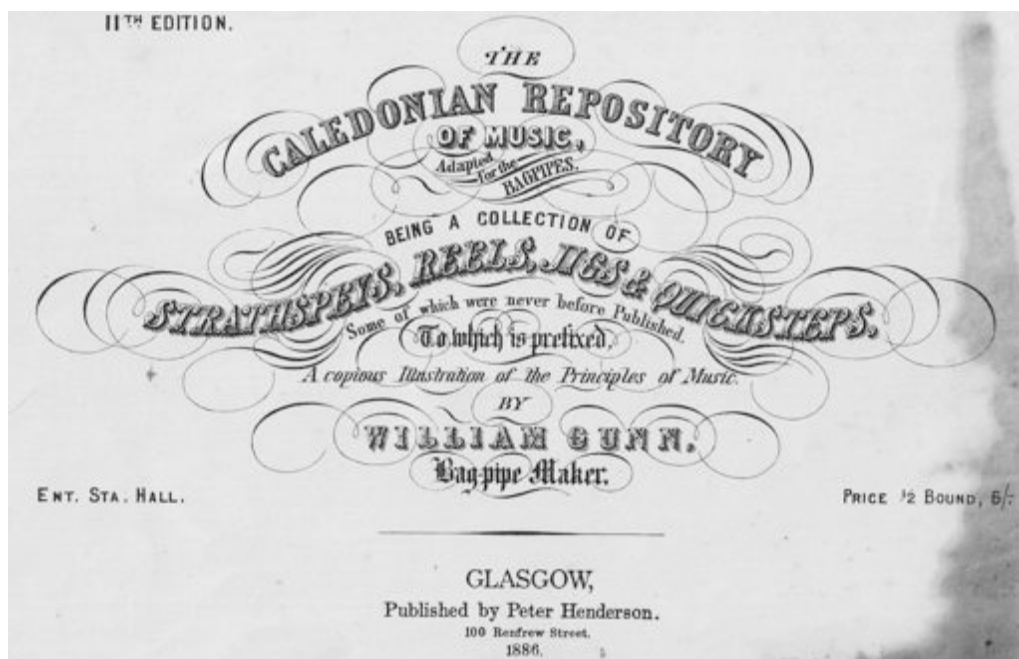 11TH EDITION.
THE
CALEDONIAN REPOSITORY
OF MUSIC,
Adapted
for the
BAGPIPES.
BEING A COLLECTION OF
STRATHSPEYS, REELS, JIGS & QUICKSTEPS.
Some of which were never before Published.
To which is prefixed,
A copious Illustration of the Principles of Music.
BY
WILLIAM GUNN.
Bagpipe Maker.
ENT. STA. HALL.
PRICE ½ BOUND, 6/-
GLASGOW,
Published by Peter Henderson.
100 Renfrew Street.
1886.